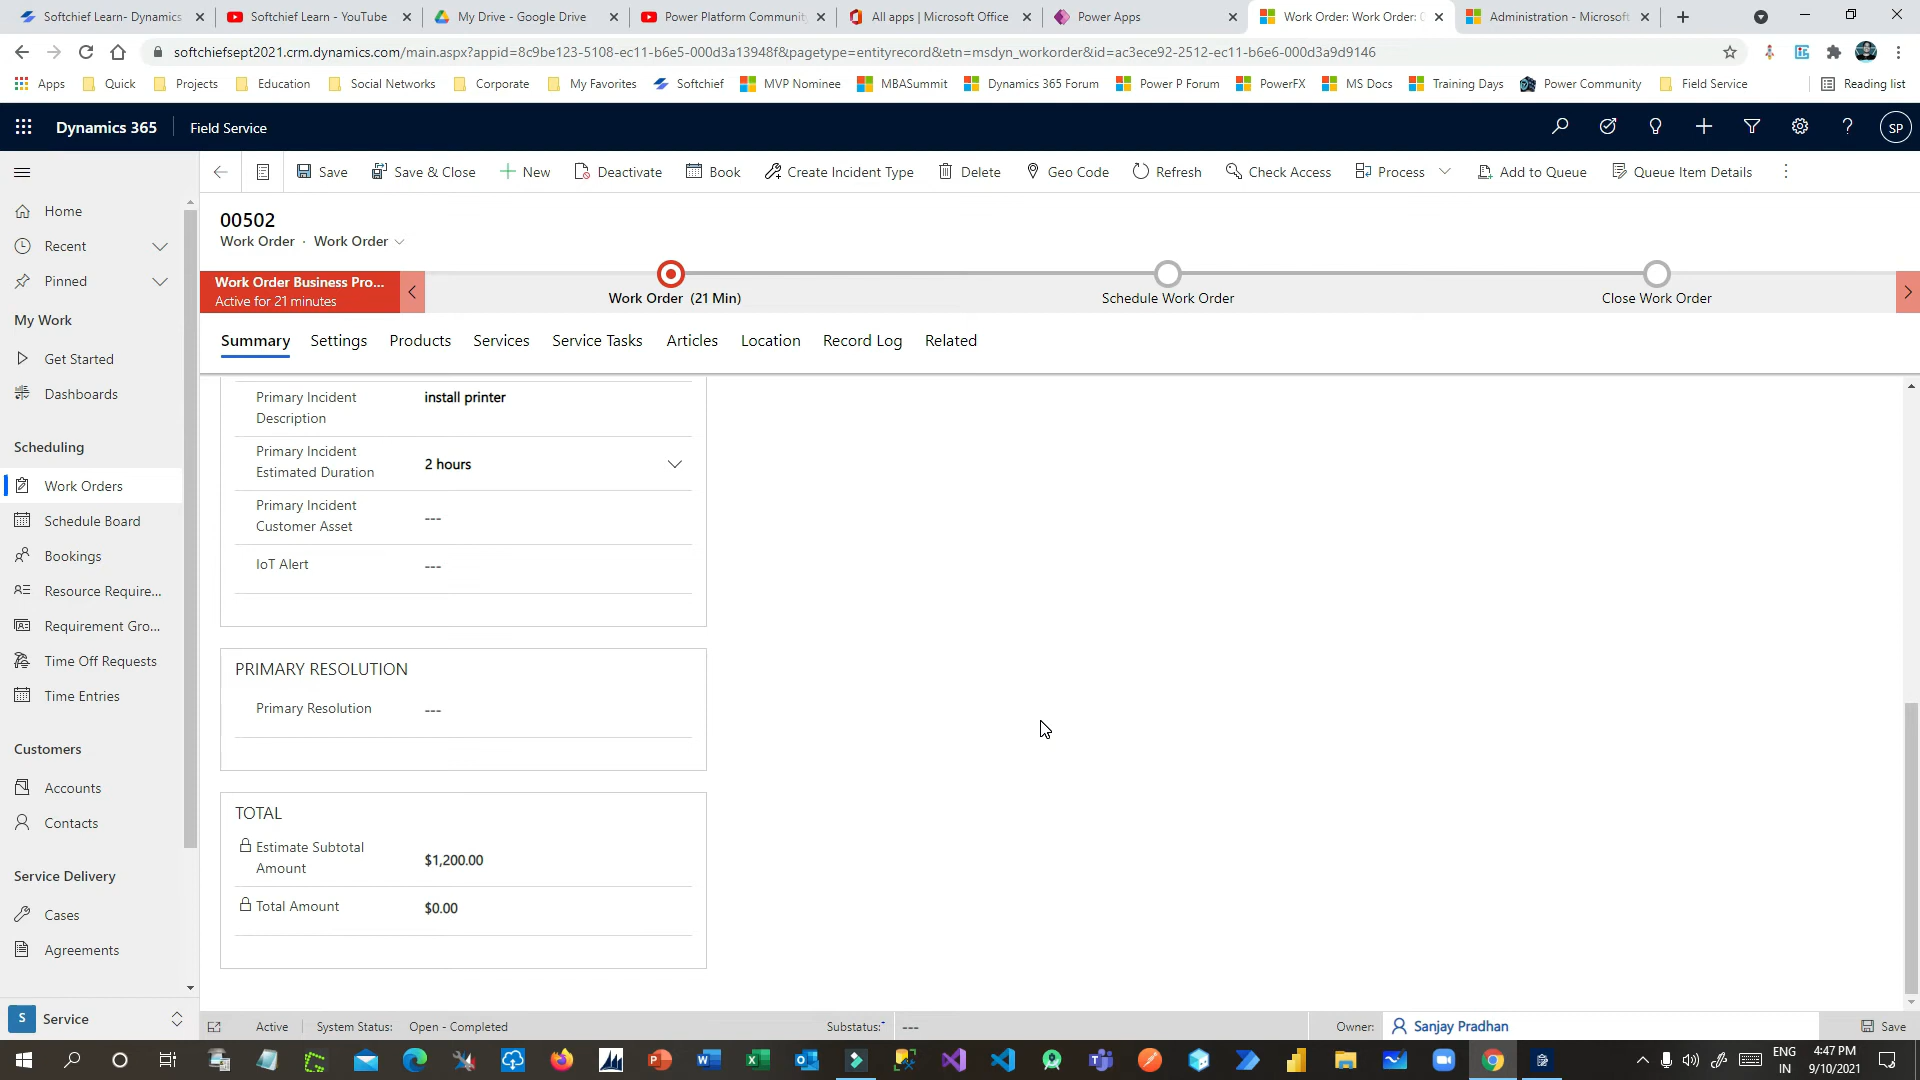 Softchief Learn- Dynamics
Softchief Learn - YouTube
My Drive - Google Drive
Power Platform Community
All apps | Microsoft Office
Power Apps
Work Order: Work Order: 0
Administration - Microsoft
softchiefsept2021.crm.dynamics.com/main.aspx?appid=8c9be123-5108-ec11-b6e5-000d3a13948f&pagetype=entityrecord&etn=msdyn_workorder&id=ac3ece92-2512-ec11-b6e6-000d3a9d9146
Apps Quick Projects Education Social Networks Corporate My Favorites Softchief MVP Nominee MBASummit Dynamics 365 Forum Power P Forum PowerFX MS Docs Training Days Power Community Field Service Reading list
Dynamics 365 Field Service SP
Save Save & Close New Deactivate Book Create Incident Type Delete Geo Code Refresh Check Access Process Add to Queue Queue Item Details
Home
Recent
Pinned
My Work
Get Started
Dashboards
Scheduling
Work Orders
Schedule Board
Bookings
Resource Require...
Requirement Gro...
Time Off Requests
Time Entries
Customers
Accounts
Contacts
Service Delivery
Cases
Agreements
S Service
00502
Work Order · Work Order
Work Order Business Pro...
Active for 21 minutes
Work Order (21 Min)
Schedule Work Order
Close Work Order
Summary Settings Products Services Service Tasks Articles Location Record Log Related
Primary Incident
Description
install printer
Primary Incident
Estimated Duration
2 hours
Primary Incident
Customer Asset
---
IoT Alert
---
PRIMARY RESOLUTION
Primary Resolution
---
TOTAL
Estimate Subtotal
Amount
$1,200.00
Total Amount
$0.00
Active System Status: Open - Completed Substatus:* --- Owner: Sanjay Pradhan Save
ENG
IN
4:47 PM
9/10/2021